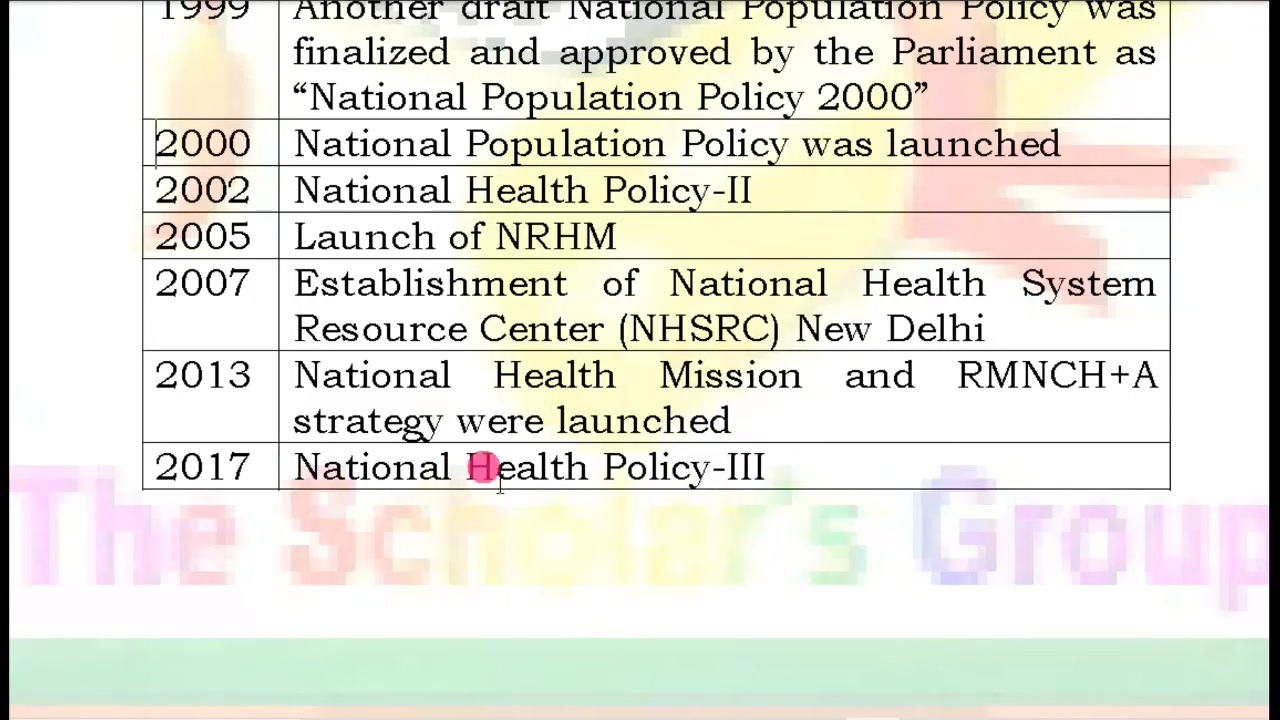 1999 Another draft National Population Policy was
finalized and approved by the Parliament as
“National Population Policy 2000”
2000 National Population Policy was launched
2002 National Health Policy-II
2005 Launch of NRHM
2007 Establishment of National Health System
Resource Center (NHSRC) New Delhi
2013 National Health Mission and RMNCH+A
strategy were launched
2017 National Health Policy-III
The Scholar's Group